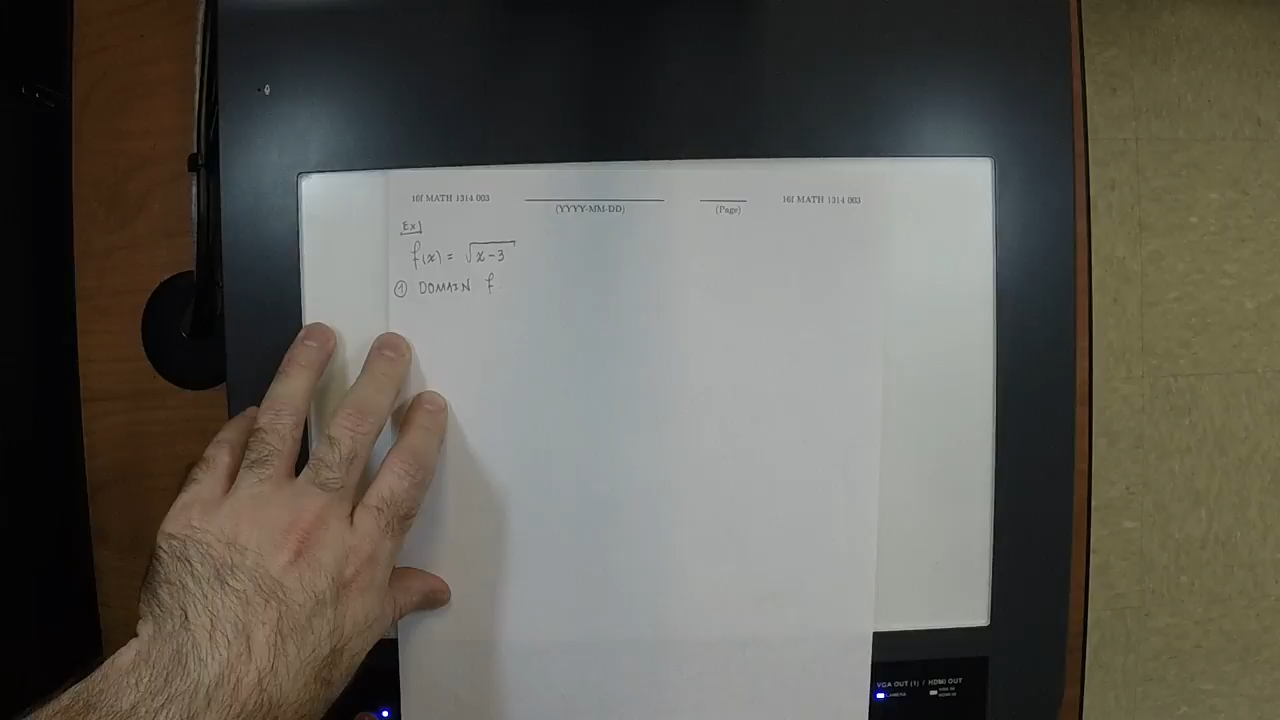 16f MATH 1314 003 (YYYY-MM-DD) (Page) 16f MATH 1314 003
Ex]
f(x) = √x-3
① DOMAIN f
VGA OUT (1) / HDMI OUT
CAMERA